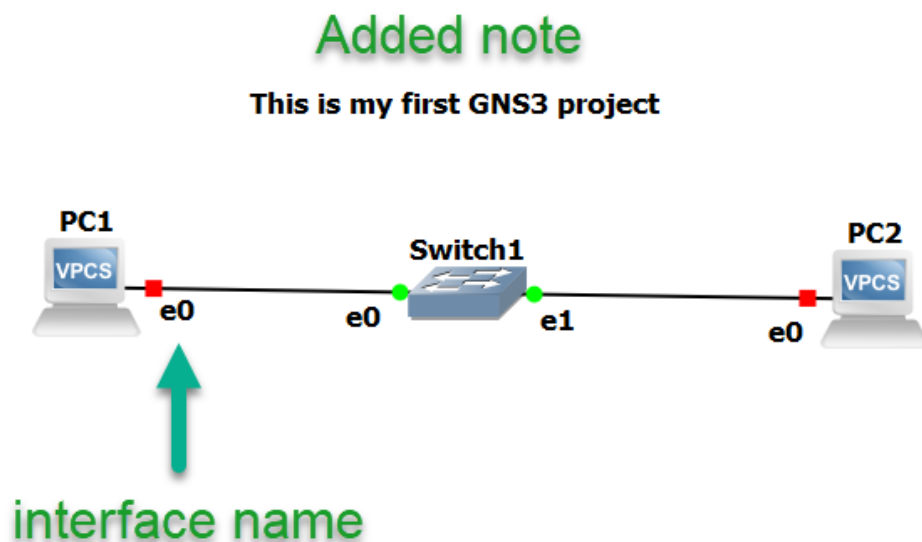 Added note
This is my first GNS3 project
PC1
VPCS
e0
Switch1
e0
e1
PC2
VPCS
e0
interface name